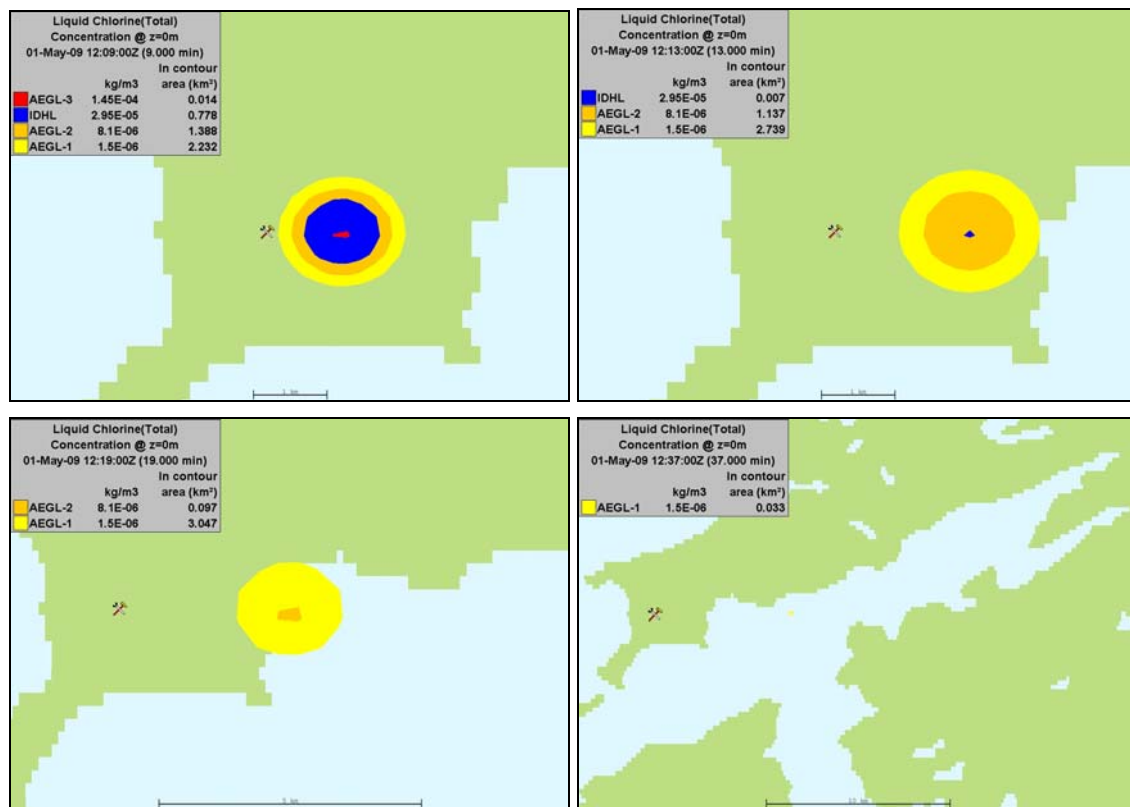 Liquid Chlorine(Total)
Concentration @ z=0m
01-May-09 12:09:00Z (9.000 min)
In contour
kg/m3 area (km²)
AEGL-3 1.45E-04 0.014
IDHL 2.95E-05 0.778
AEGL-2 8.1E-06 1.388
AEGL-1 1.5E-06 2.232
1 km
Liquid Chlorine(Total)
Concentration @ z=0m
01-May-09 12:13:00Z (13.000 min)
In contour
kg/m3 area (km²)
IDHL 2.95E-05 0.007
AEGL-2 8.1E-06 1.137
AEGL-1 1.5E-06 2.739
1 km
Liquid Chlorine(Total)
Concentration @ z=0m
01-May-09 12:19:00Z (19.000 min)
In contour
kg/m3 area (km²)
AEGL-2 8.1E-06 0.097
AEGL-1 1.5E-06 3.047
km
Liquid Chlorine(Total)
Concentration @ z=0m
01-May-09 12:37:00Z (37.000 min)
In contour
kg/m3 area (km²)
AEGL-1 1.5E-06 0.033
km